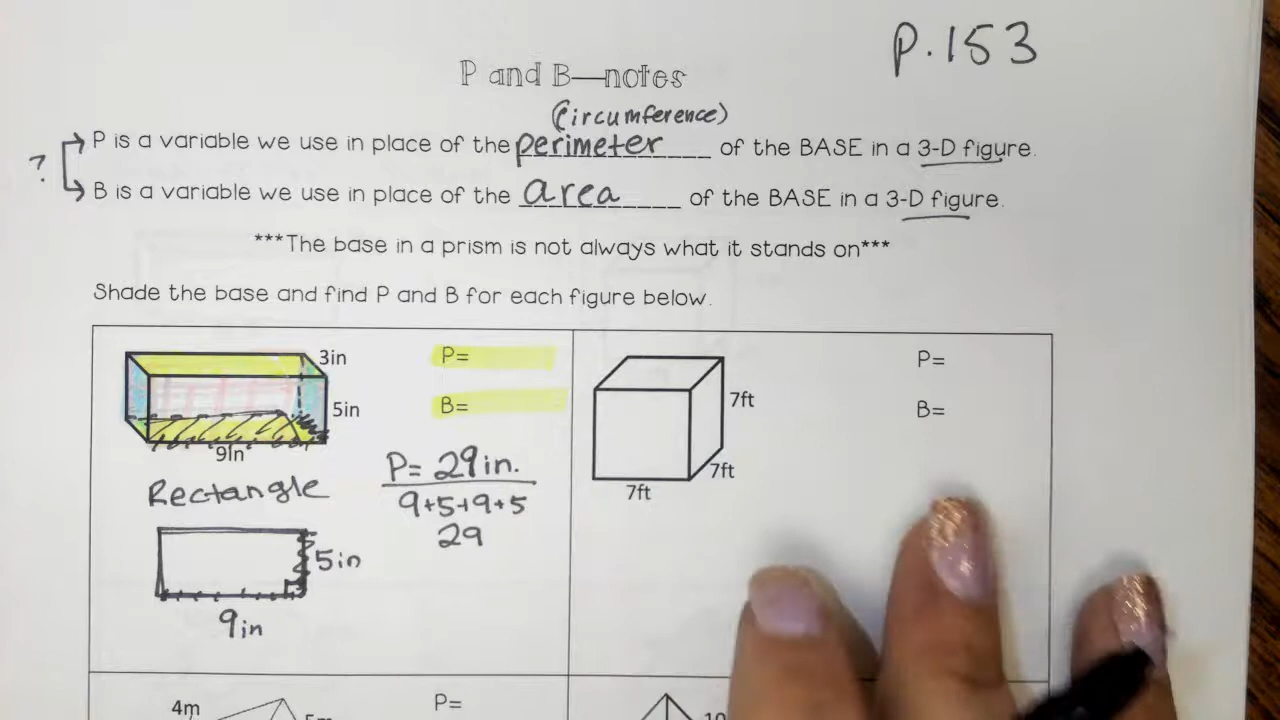 p.153
P and B—notes
(circumference)
P is a variable we use in place of the perimeter of the BASE in a 3-D figure.
?
B is a variable we use in place of the area of the BASE in a 3-D figure.
***The base in a prism is not always what it stands on***
Shade the base and find P and B for each figure below.
3in
5in
9in
P=
B=
P= 29in.
9+5+9+5
29
Rectangle
5in
9in
7ft
7ft
7ft
P=
B=
4m
P=
10